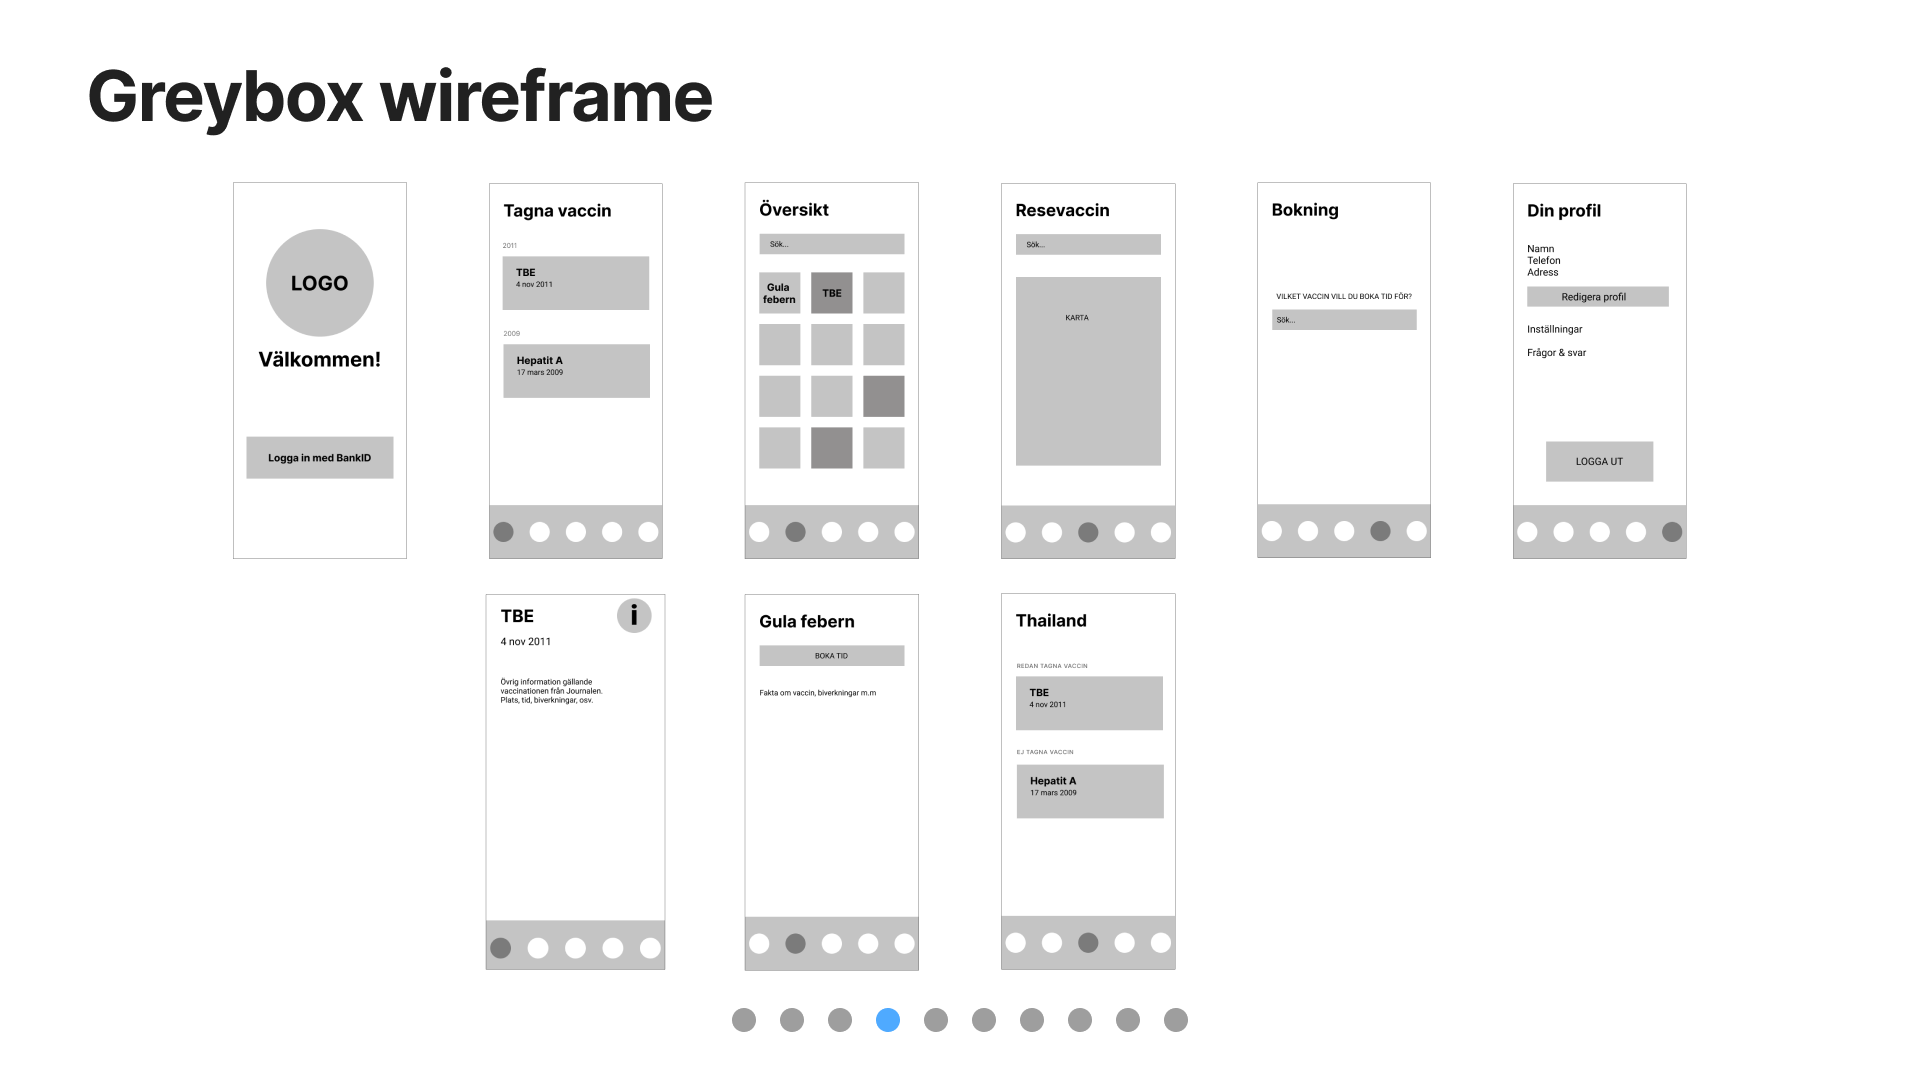 Greybox wireframe
LOGO
Välkommen!
Logga in med BankID
Tagna vaccin
2011
TBE
4 nov 2011
2009
Hepatit A
17 mars 2009
Översikt
Sök...
Gula
febern
TBE
Resevaccin
Sök...
KARTA
Bokning
VILKET VACCIN VILL DU BOKA TID FÖR?
Sök...
Din profil
Namn
Telefon
Adress
Redigera profil
Inställningar
Frågor & svar
LOGGA UT
TBE
i
4 nov 2011
Övrig information gällande
vaccinationen från Journalen.
Plats, tid, biverkningar, osv.
Gula febern
BOKA TID
Fakta om vaccin, biverkningar m.m
Thailand
REDAN TAGNA VACCIN
TBE
4 nov 2011
EJ TAGNA VACCIN
Hepatit A
17 mars 2009